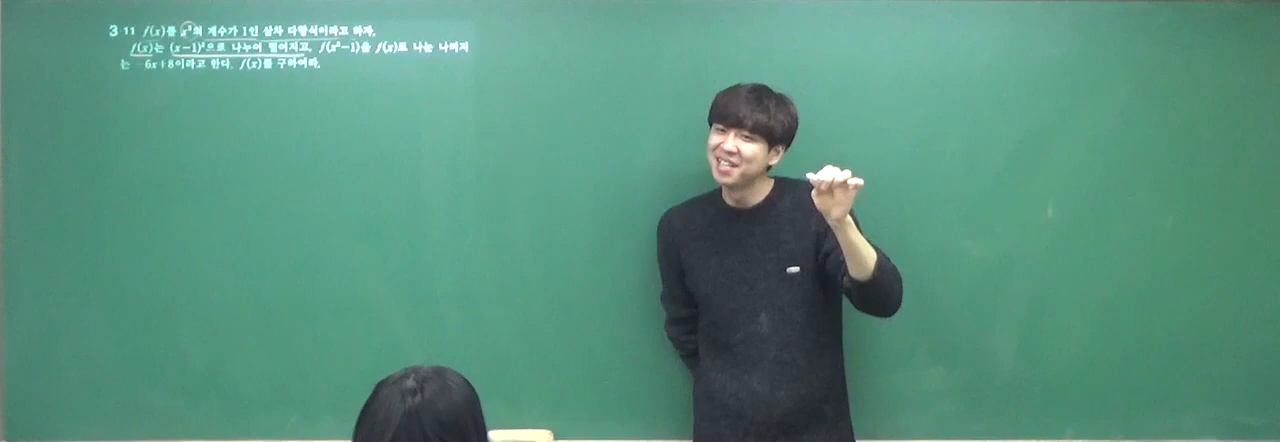 3·11 f(x)를 x³의 계수가 1인 삼차 다항식이라고 하자.
f(x)는 (x−1)²으로 나누어 떨어지고, f(x²−1)을 f(x)로 나눈 나머지
는 −6x+8이라고 한다. f(x)를 구하여라.